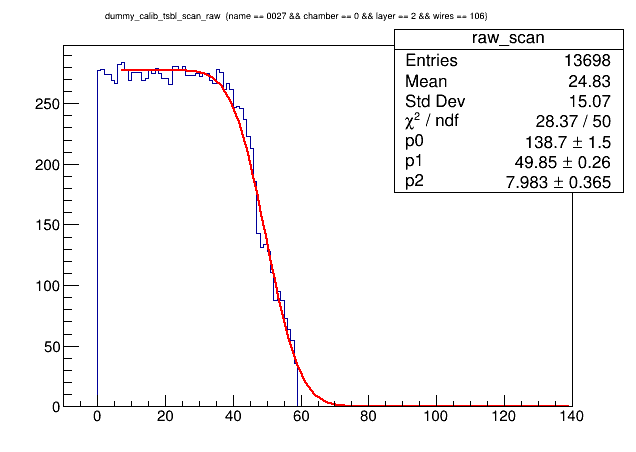 dummy_calib_tsbl_scan_raw (name == 0027 && chamber == 0 && layer == 2 && wires == 106)
raw_scan
Entries 13698
Mean 24.83
Std Dev 15.07
χ² / ndf 28.37 / 50
p0 138.7 ± 1.5
p1 49.85 ± 0.26
p2 7.983 ± 0.365
250
200
150
100
50
0
0 20 40 60 80 100 120 140